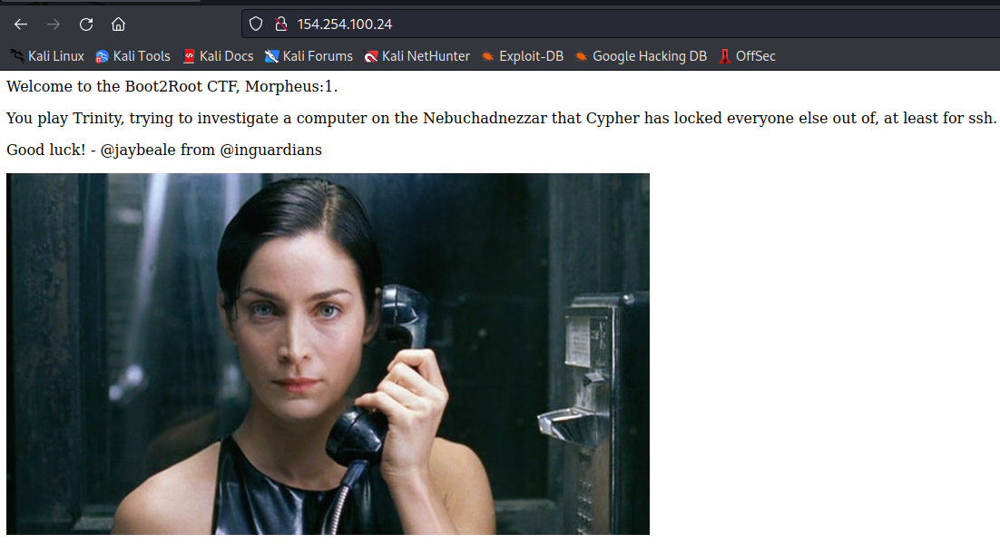 154.254.100.24
Kali Linux Kali Tools Kali Docs Kali Forums Kali NetHunter Exploit-DB Google Hacking DB OffSec
Welcome to the Boot2Root CTF, Morpheus:1.
You play Trinity, trying to investigate a computer on the Nebuchadnezzar that Cypher has locked everyone else out of, at least for ssh.
Good luck! - @jaybeale from @inguardians